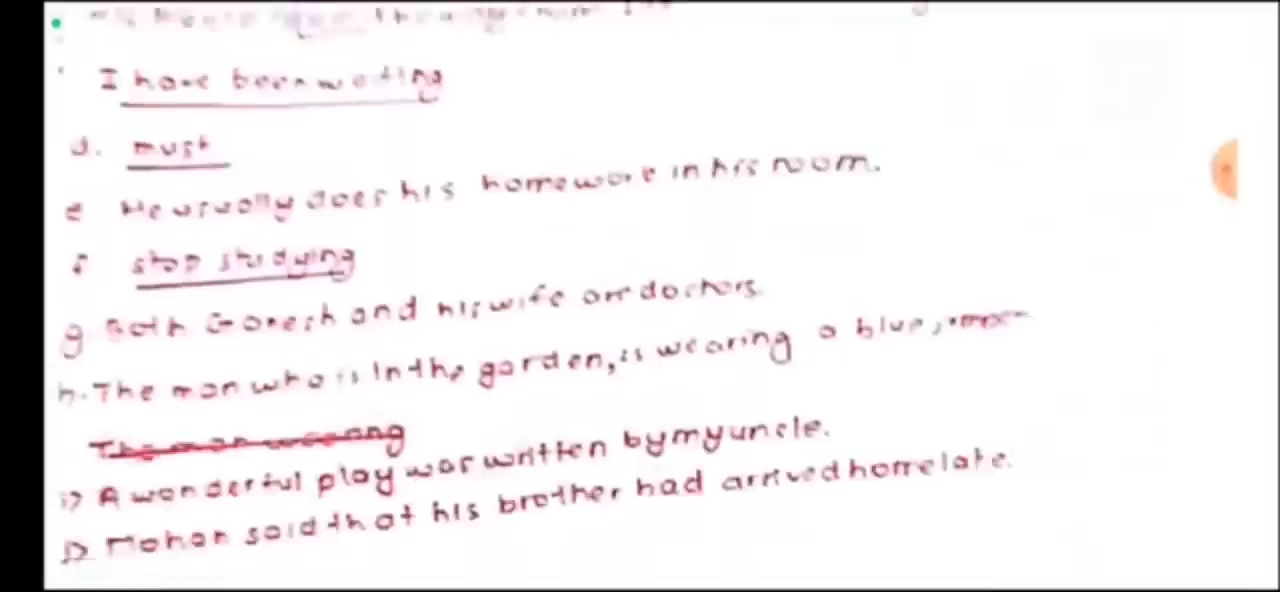 I have been waiting
d. must
e He usually does his homework in his room.
f stop studying
g. Both Ganesh and his wife are doctors.
h. The man who is in the garden, is wearing a blue,
The man wearing
i) A wonderful play was written by my uncle.
j) Mohan said that his brother had arrived home late.